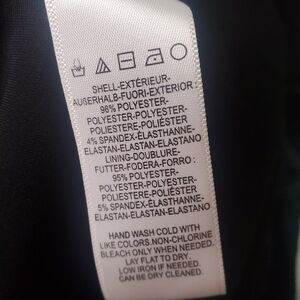 SHELL-EXTÉRIEUR-
AUßERHALB-FUORI-EXTERIOR :
96% POLYESTER-
POLYESTER-POLYESTER-
POLIESTERE-POLIÉSTER
4% SPANDEX-ÉLASTHANNE-
ELASTAN-ELASTAN-ELASTANO
LINING-DOUBLURE-
FUTTER-FODERA-FORRO :
95% POLYESTER-
POLYESTER-POLYESTER-
POLIESTERE-POLIÉSTER
5% SPANDEX-ÉLASTHANNE-
ELASTAN-ELASTAN-ELASTANO
HAND WASH COLD WITH
LIKE COLORS.NON-CHLORINE
BLEACH ONLY WHEN NEEDED.
LAY FLAT TO DRY.
LOW IRON IF NEEDED.
CAN BE DRY CLEANED.